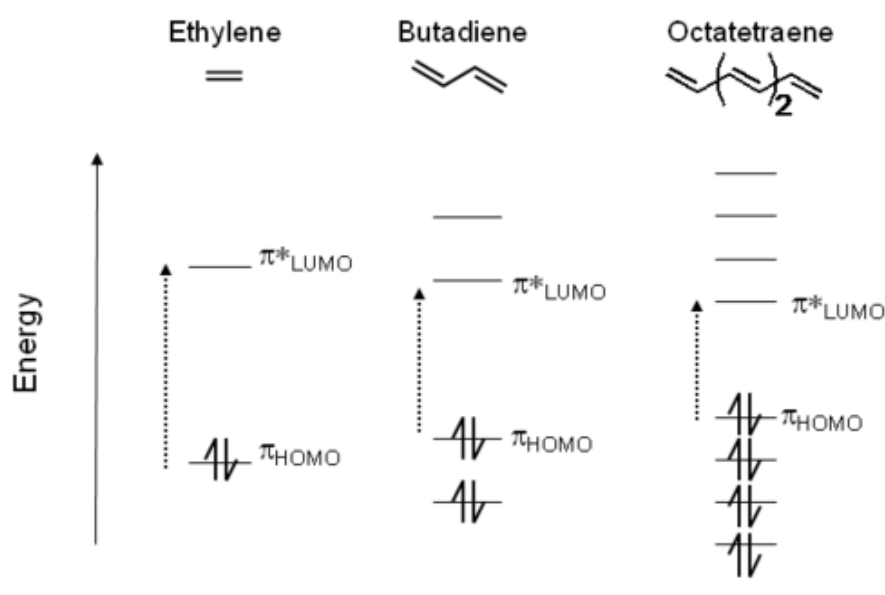 Ethylene
Butadiene
Octatetraene
2
Energy
π*LUMO
π*LUMO
π*LUMO
πHOMO
πHOMO
πHOMO